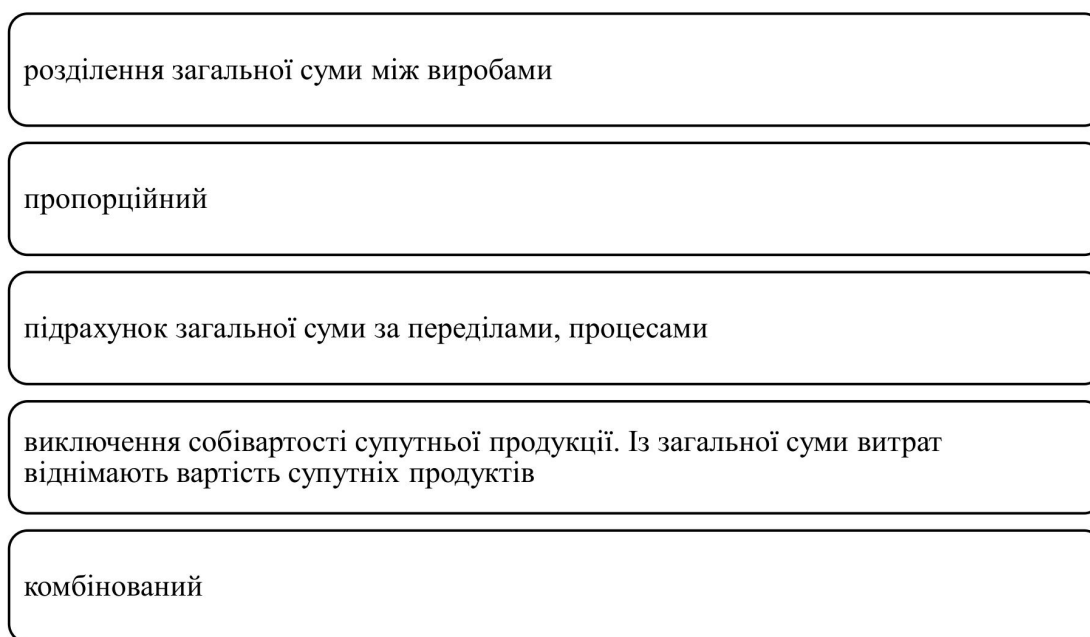 розділення загальної суми між виробами
пропорційний
підрахунок загальної суми за переділами, процесами
виключення собівартості супутньої продукції. Із загальної суми витрат
віднімають вартість супутніх продуктів
комбінований